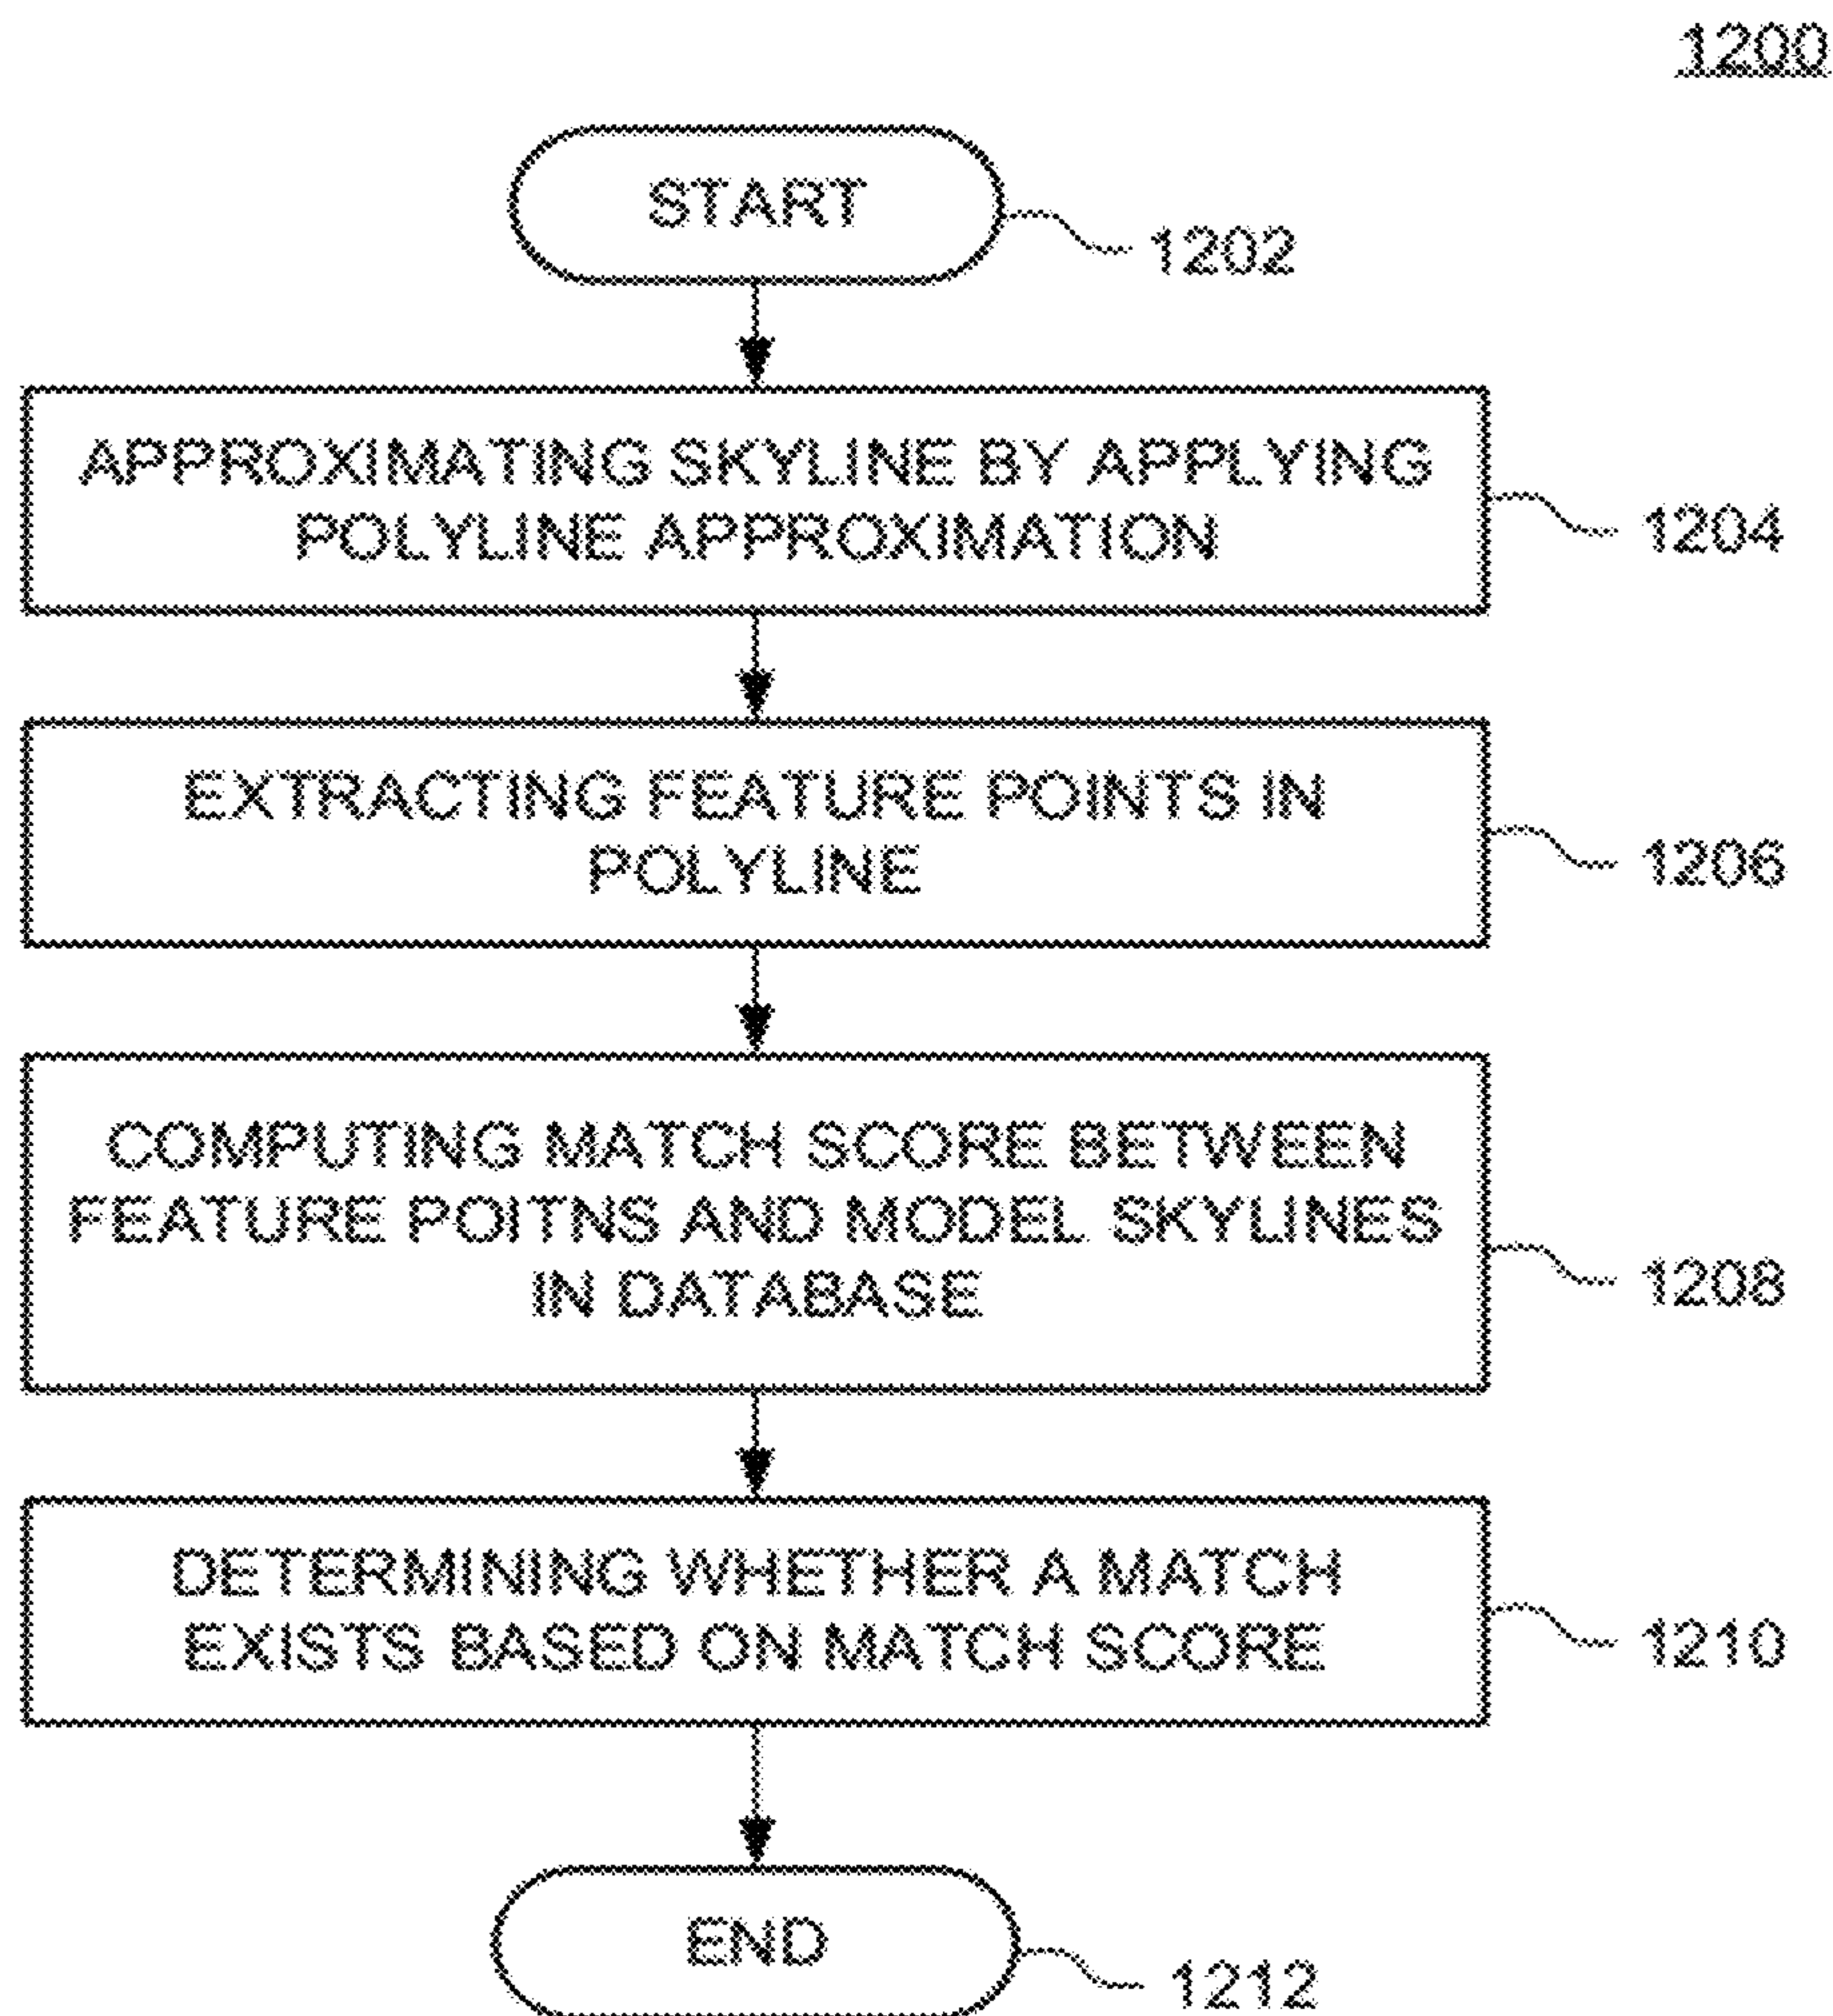 1200
START
1202
APPROXIMATING SKYLINE BY APPLYING
POLYLINE APPROXIMATION
1204
EXTRACTING FEATURE POINTS IN
POLYLINE
1206
COMPUTING MATCH SCORE BETWEEN
FEATURE POITNS AND MODEL SKYLINES
IN DATABASE
1208
DETERMINING WHETHER A MATCH
EXISTS BASED ON MATCH SCORE
1210
END
1212